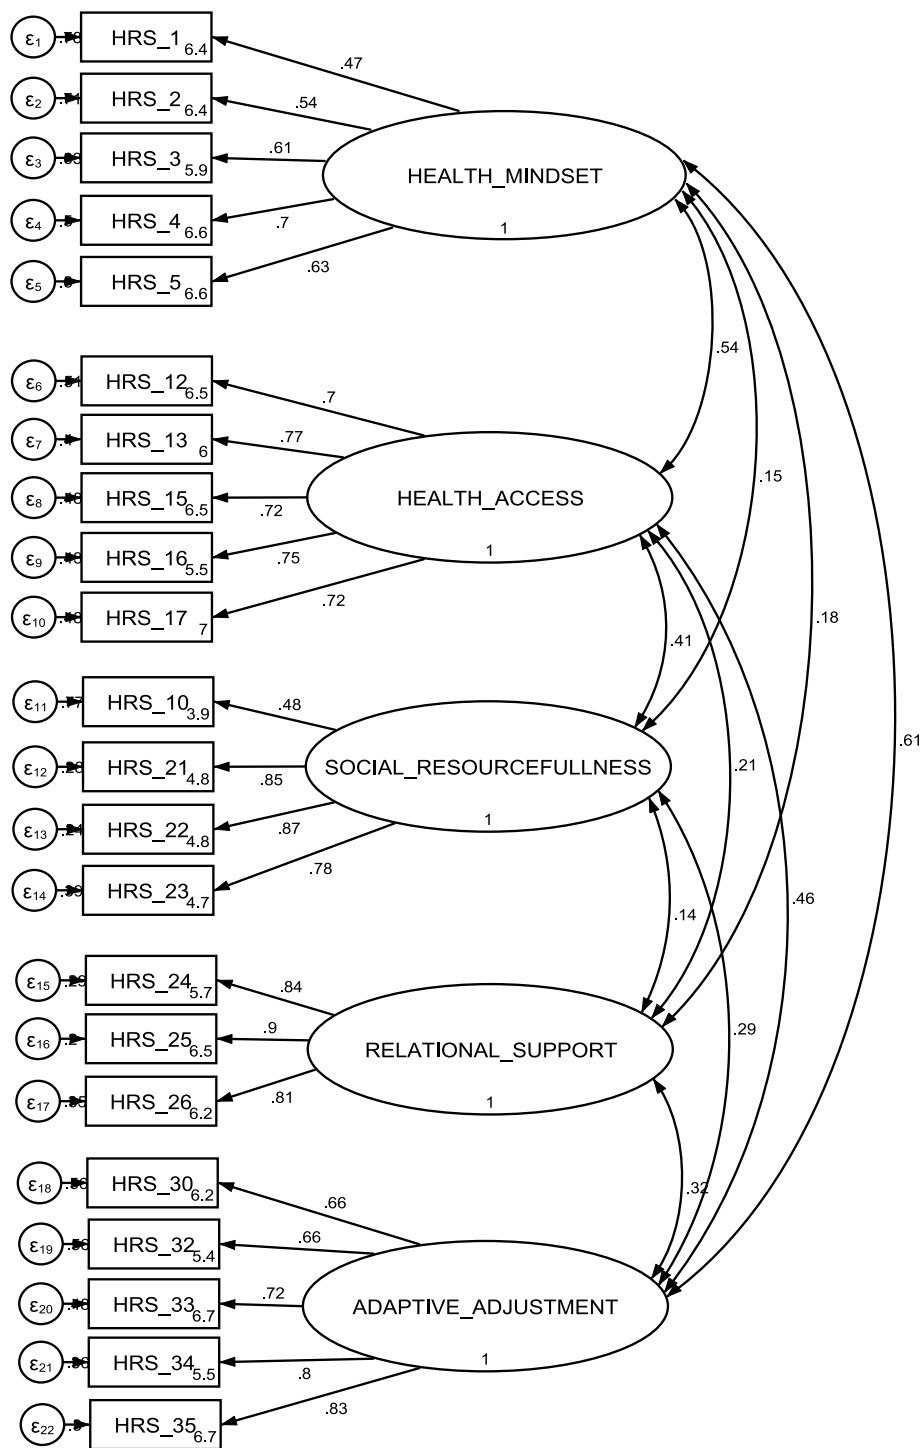 ε1 HRS_1 6.4
.47
ε2 HRS_2 6.4
.54
ε3 HRS_3 5.9
.61
HEALTH_MINDSET
1
ε4 HRS_4 6.6
.7
ε5 HRS_5 6.6
.63
.54
ε6 HRS_12 6.5
.7
ε7 HRS_13 6
.77
.15
ε8 HRS_15 6.5
.72
HEALTH_ACCESS
1
ε9 HRS_16 5.5
.75
ε10 HRS_17 7
.72
.18
.41
ε11 HRS_10 3.9
.48
.61
ε12 HRS_21 4.8
.85
SOCIAL_RESOURCEFULLNESS
1
.21
ε13 HRS_22 4.8
.87
ε14 HRS_23 4.7
.78
.46
.14
ε15 HRS_24 5.7
.84
ε16 HRS_25 6.5
.9
.29
RELATIONAL_SUPPORT
1
ε17 HRS_26 6.2
.81
ε18 HRS_30 6.2
.66
.32
ε19 HRS_32 5.4
.66
ε20 HRS_33 6.7
.72
ADAPTIVE_ADJUSTMENT
1
ε21 HRS_34 5.5
.8
ε22 HRS_35 6.7
.83